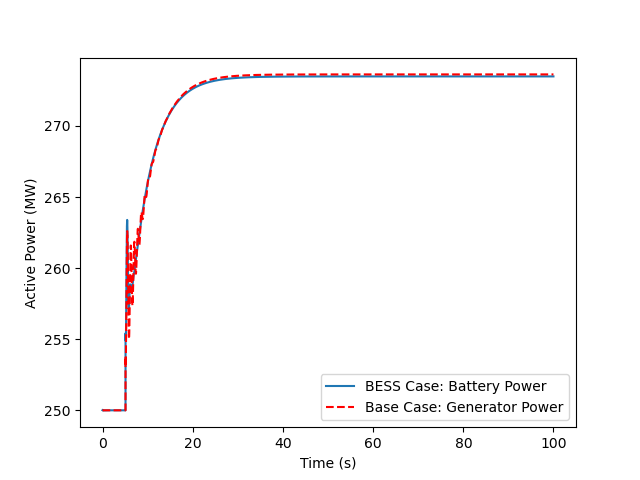 270
265
260
255
250
Active Power (MW)
BESS Case: Battery Power
Base Case: Generator Power
0
20
40
60
80
100
Time (s)